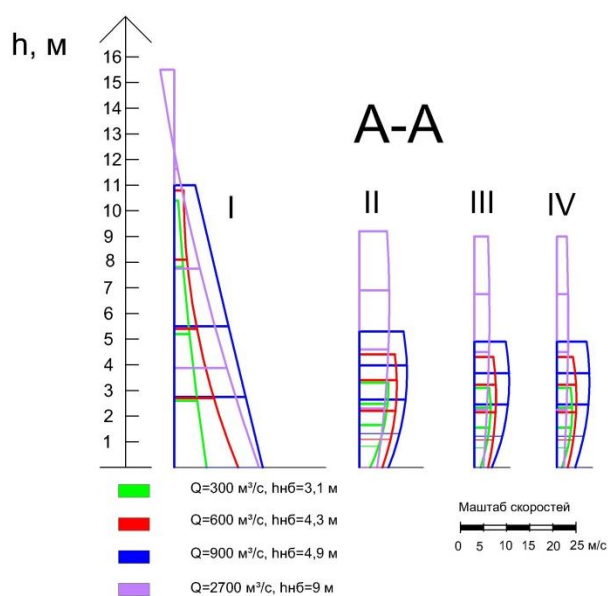 h, м
16
15
14
13
12
11
10
9
8
7
6
5
4
3
2
1
А-А
I
II
III
IV
Q=300 м³/с, hнб=3,1 м
Q=600 м³/с, hнб=4,3 м
Q=900 м³/с, hнб=4,9 м
Q=2700 м³/с, hнб=9 м
Маштаб скоростей
0 5 10 15 20 25 м/с